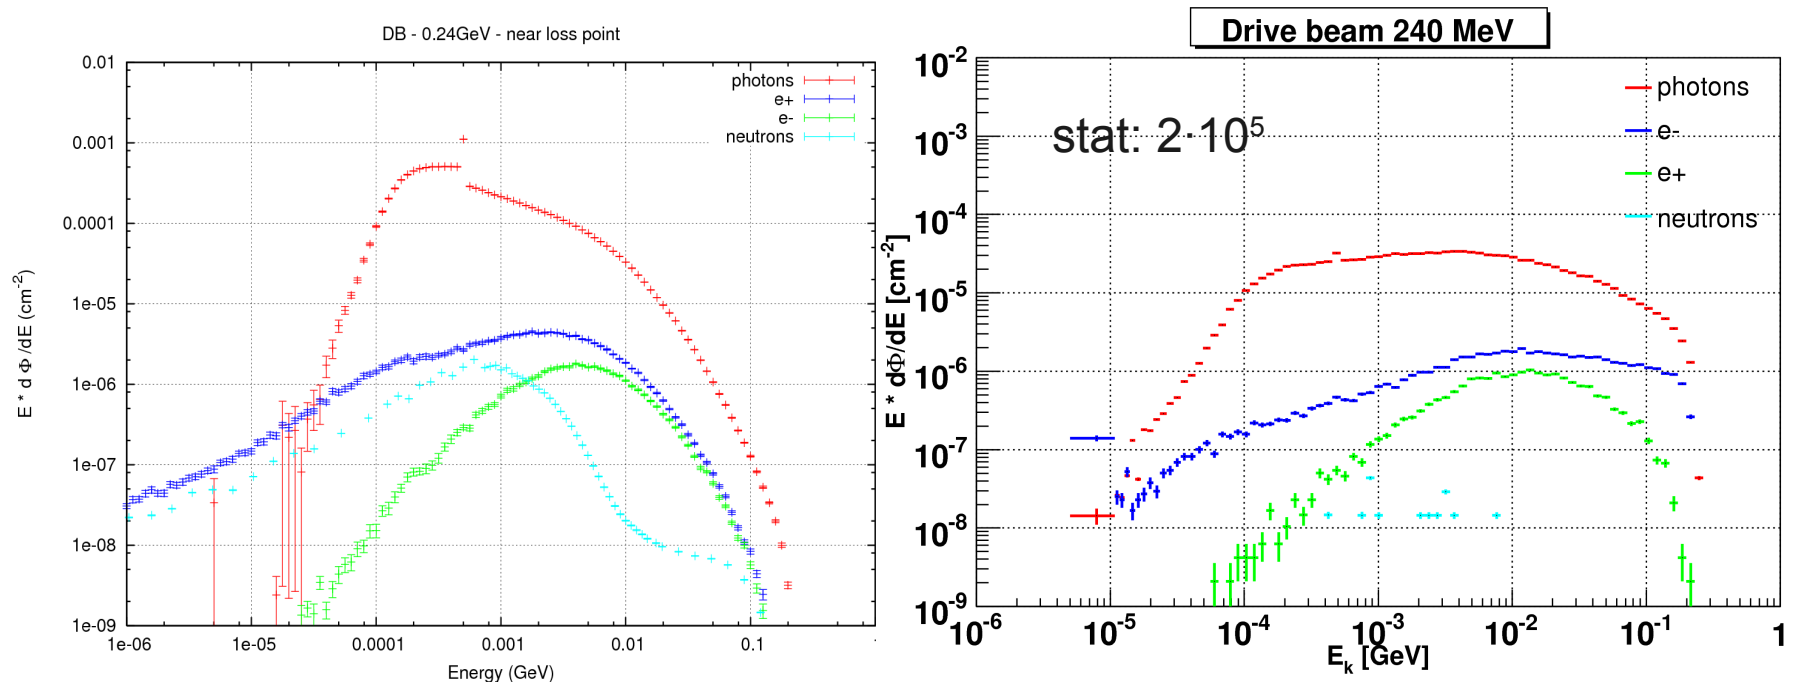 DB - 0.24GeV - near loss point
photons
e+
e-
neutrons
0.01
0.001
0.0001
1e-05
1e-06
1e-07
1e-08
1e-09
E * d Φ /dE (cm⁻²)
1e-06 1e-05 0.0001 0.001 0.01 0.1
Energy (GeV)
Drive beam 240 MeV
stat: 2·10⁵
photons
e-
e+
neutrons
10⁻²
10⁻³
10⁻⁴
10⁻⁵
10⁻⁶
10⁻⁷
10⁻⁸
10⁻⁹
E * dΦ/dE [cm⁻²]
10⁻⁶ 10⁻⁵ 10⁻⁴ 10⁻³ 10⁻² 10⁻¹ 1
Eₖ [GeV]